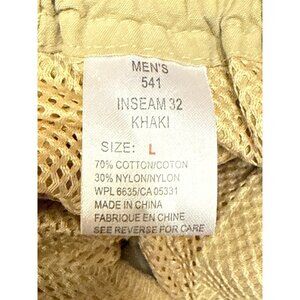 MEN'S
541
INSEAM 32
KHAKI
SIZE: L
70% COTTON/COTON
30% NYLON/NYLON
WPL 6635/CA 05331
MADE IN CHINA
FABRIQUE EN CHINE
SEE REVERSE FOR CARE